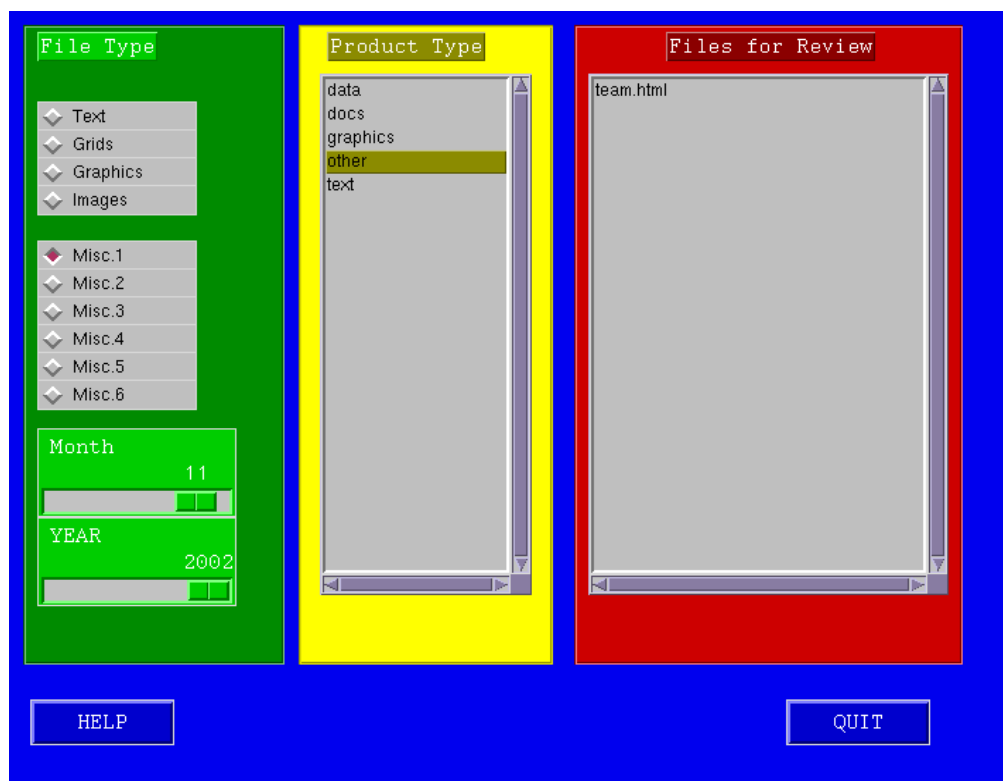 File Type
Text
Grids
Graphics
Images
Misc.1
Misc.2
Misc.3
Misc.4
Misc.5
Misc.6
Month
11
YEAR
2002
Product Type
data
docs
graphics
other
text
Files for Review
team.html
HELP
QUIT